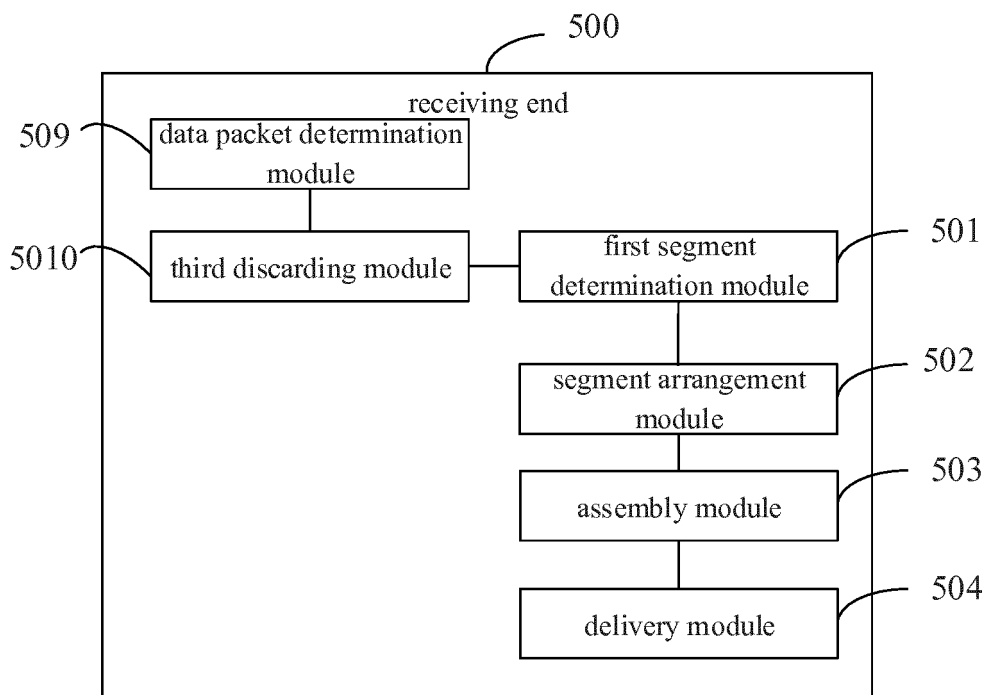 500
receiving end
509
data packet determination
module
5010
third discarding module
first segment
determination module
501
segment arrangement
module
502
assembly module
503
delivery module
504